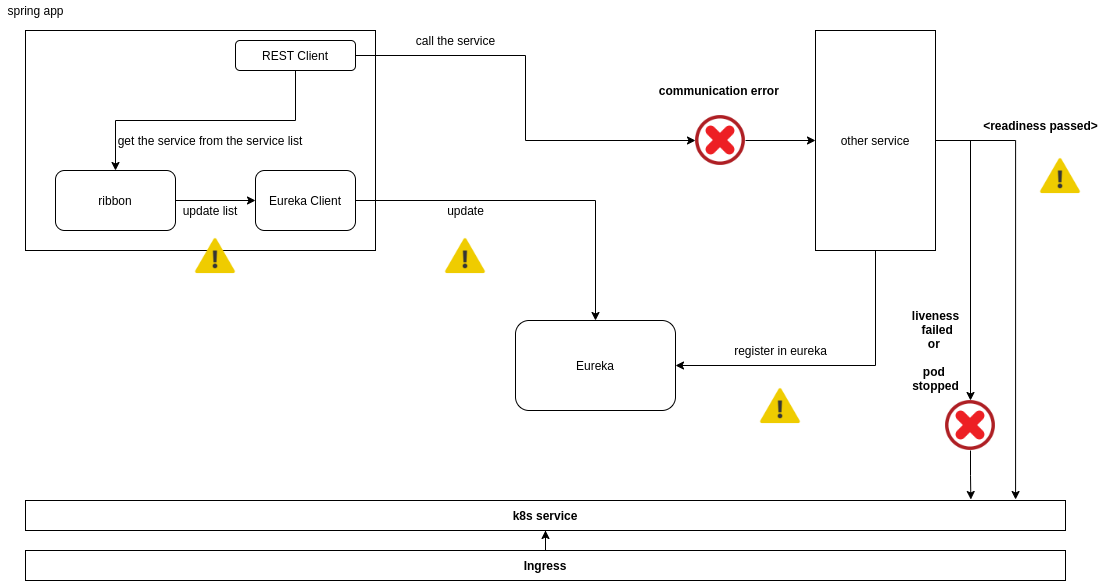 spring app
REST Client
call the service
communication error
<readiness passed>
get the service from the service list
other service
ribbon
Eureka Client
update list
update
liveness
failed
or
pod
stopped
register in eureka
Eureka
k8s service
Ingress